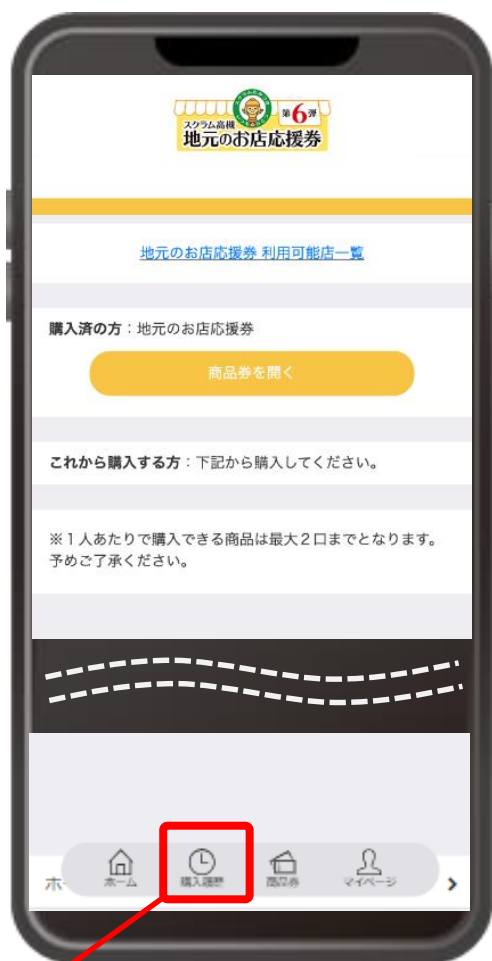 スクラム高槻
第6弾
地元のお店応援券
地元のお店応援券 利用可能店一覧
購入済の方：地元のお店応援券
商品券を開く
これから購入する方：下記から購入してください。
※１人あたりで購入できる商品は最大２口までとなります。
予めご了承ください。
ホ
ホーム
購入履歴
商品券
マイページ